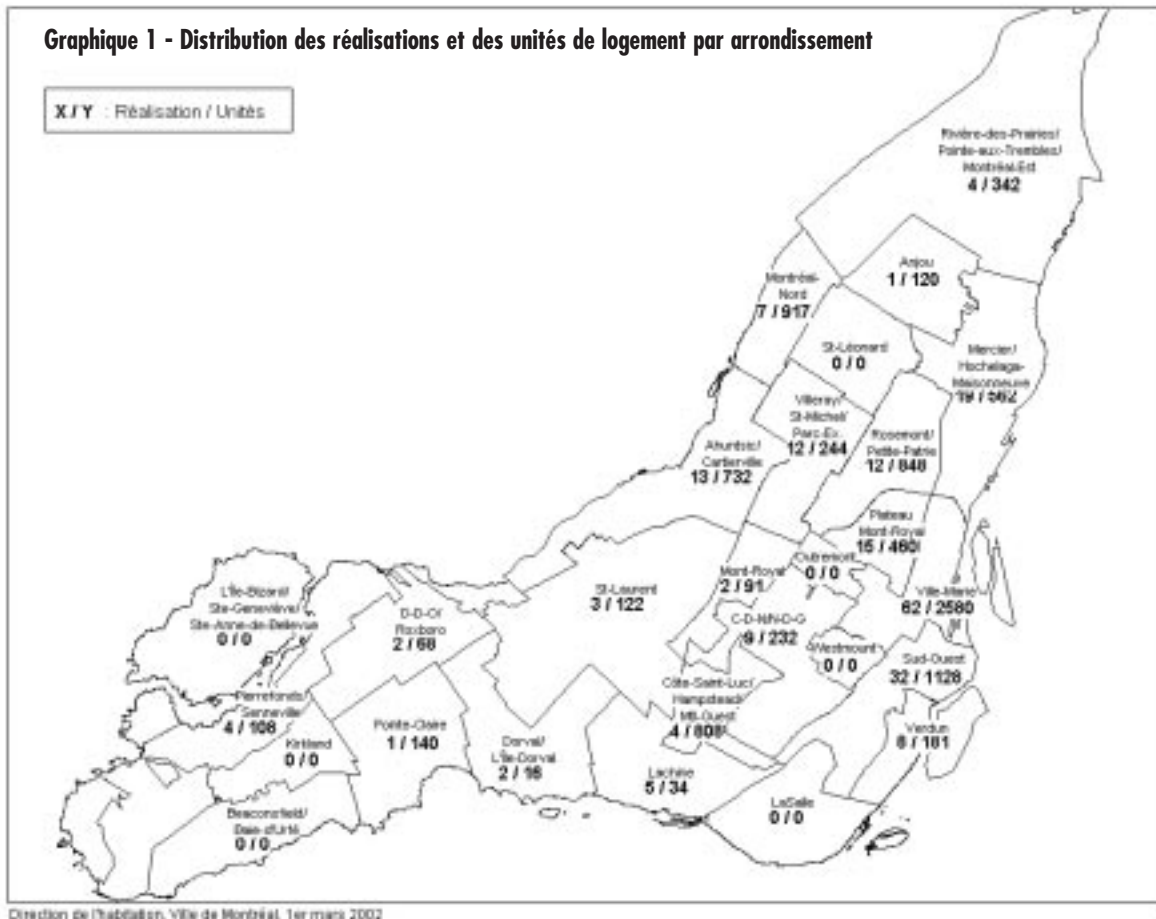 Graphique 1 - Distribution des réalisations et des unités de logement par arrondissement
X / Y : Réalisation / Unités
Rivière-des-Prairies/
Pointe-aux-Trembles/
Montréal-Est
4 / 342
Anjou
1 / 120
Montréal-
Nord
7 / 917
St-Léonard
0 / 0
Mercier/
Hochelaga-
Maisonneuve
19 / 562
Villeray/
St-Michel/
Parc-Ex.
12 / 244
Rosemont/
Petite-Patrie
12 / 848
Ahuntsic/
Cartierville
13 / 732
Plateau
Mont-Royal
15 / 460
Outremont
0 / 0
Mont-Royal
2 / 91
St-Laurent
3 / 122
Ville-Marie
62 / 2580
C-D-N/N-D-G
/ 232
Westmount
0 / 0
Sud-Ouest
32 / 1128
L'Île-Bizard/
Ste-Geneviève/
Ste-Anne-de-Bellevue
0 / 0
D-D-O/
Roxboro
2 / 68
Côte-Saint-Luc/
Hampstead/
Mtl-Ouest
4 / 808
Verdun
/ 181
Pierrefonds/
Senneville
4 / 108
Kirkland
0 / 0
Pointe-Claire
1 / 140
Dorval/
L'Île-Dorval
2 / 16
Lachine
5 / 34
LaSalle
0 / 0
Beaconsfield/
Baie-d'Urfé
0 / 0
Direction de l'habitation, Ville de Montréal, 1er mars 2002